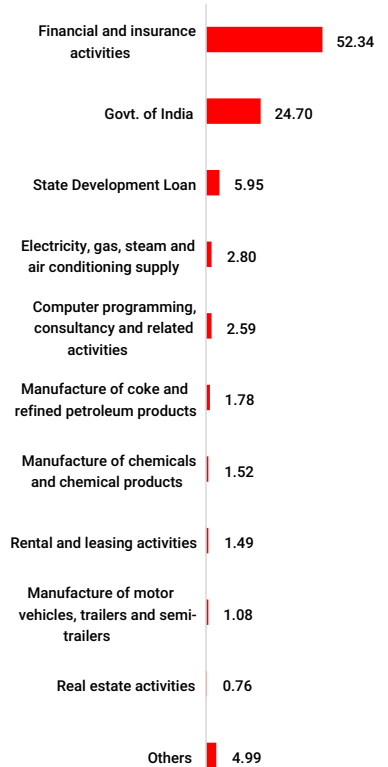 Financial and insurance
activities
52.34
Govt. of India
24.70
State Development Loan
5.95
Electricity, gas, steam and
air conditioning supply
2.80
Computer programming,
consultancy and related
activities
2.59
Manufacture of coke and
refined petroleum products
1.78
Manufacture of chemicals
and chemical products
1.52
Rental and leasing activities
1.49
Manufacture of motor
vehicles, trailers and semi-
trailers
1.08
Real estate activities
0.76
Others
4.99